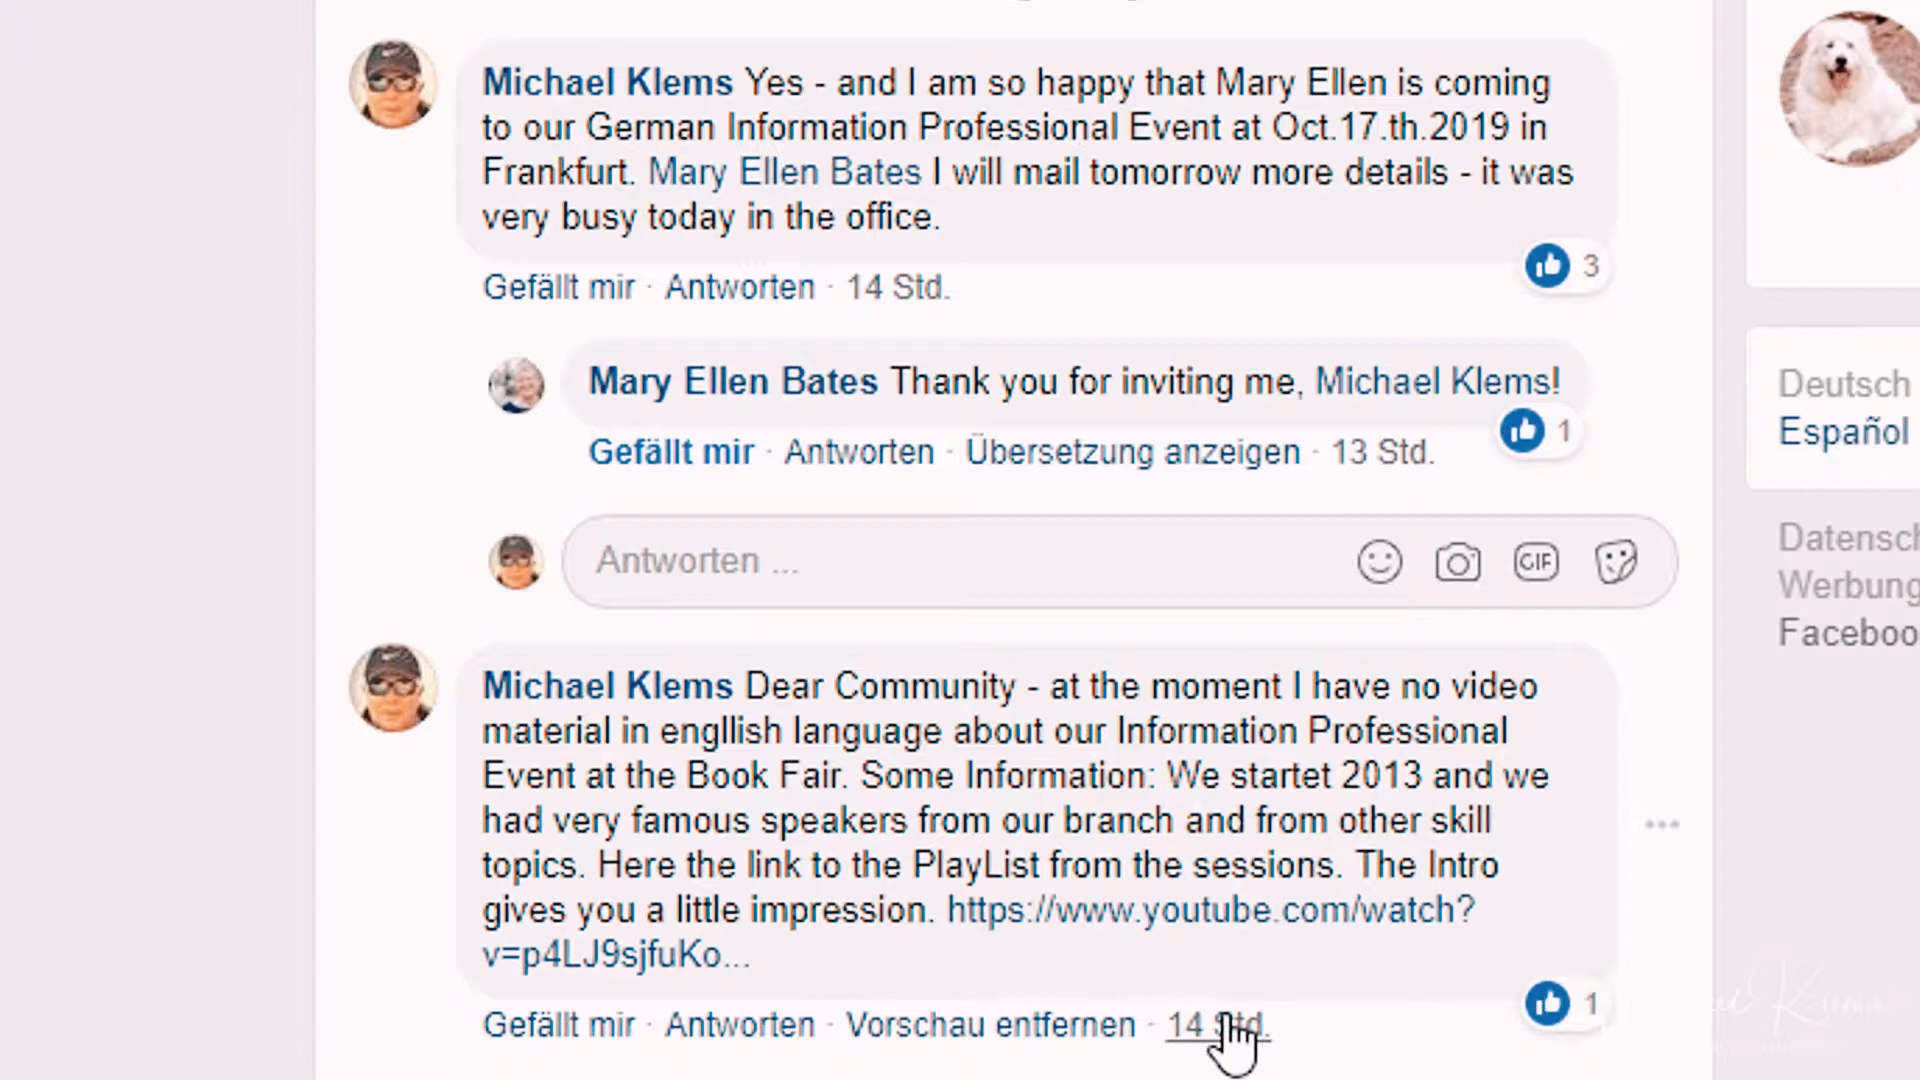 Michael Klems Yes - and I am so happy that Mary Ellen is coming
to our German Information Professional Event at Oct.17.th.2019 in
Frankfurt. Mary Ellen Bates I will mail tomorrow more details - it was
very busy today in the office.
3
Gefällt mir · Antworten · 14 Std.
Mary Ellen Bates Thank you for inviting me, Michael Klems!
1
Gefällt mir · Antworten · Übersetzung anzeigen · 13 Std.
Antworten ...
GIF
Michael Klems Dear Community - at the moment I have no video
material in engllish language about our Information Professional
Event at the Book Fair. Some Information: We startet 2013 and we
had very famous speakers from our branch and from other skill
topics. Here the link to the PlayList from the sessions. The Intro
gives you a little impression. https://www.youtube.com/watch?
v=p4LJ9sjfuKo...
1
Gefällt mir · Antworten · Vorschau entfernen · 14 Std.
Deutsch
Español
Datensch
Werbung
Faceboo